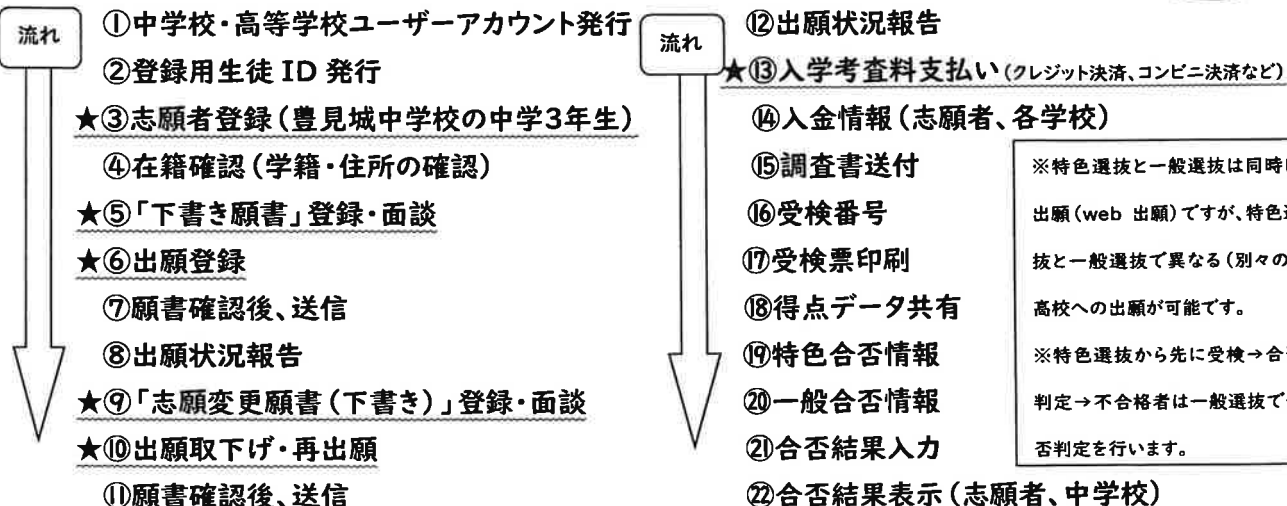 流れ
①中学校・高等学校ユーザーアカウント発行
②登録用生徒 ID 発行
★③志願者登録（豊見城中学校の中学3年生）
④在籍確認（学籍・住所の確認）
★⑤「下書き願書」登録・面談
★⑥出願登録
⑦願書確認後、送信
⑧出願状況報告
★⑨「志願変更願書（下書き）」登録・面談
★⑩出願取下げ・再出願
⑪願書確認後、送信
流れ
⑫出願状況報告
★⑬入学考査料支払い（クレジット決済、コンビニ決済など）
⑭入金情報（志願者、各学校）
⑮調査書送付
⑯受検番号
⑰受検票印刷
⑱得点データ共有
⑲特色合否情報
⑳一般合否情報
㉑合否結果入力
㉒合否結果表示（志願者、中学校）
※特色選抜と一般選抜は同時
出願（web 出願）ですが、特色
抜と一般選抜で異なる（別々の
高校への出願が可能です。
※特色選抜から先に受検→合
判定→不合格者は一般選抜で
否判定を行います。